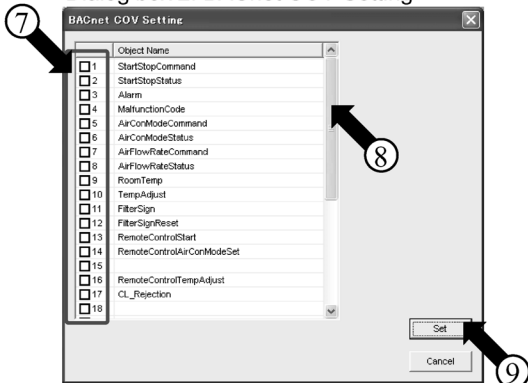 BACnet COV Setting
7
Object Name
1 StartStopCommand
2 StartStopStatus
3 Alarm
4 MalfunctionCode
5 AirConModeCommand
6 AirConModeStatus
7 AirFlowRateCommand
8 AirFlowRateStatus
8
9 RoomTemp
10 TempAdjust
11 FilterSign
12 FilterSignReset
13 RemoteControlStart
14 RemoteControlAirConModeSet
15
16 RemoteControlTempAdjust
17 CL_Rejection
18
Set
Cancel
9